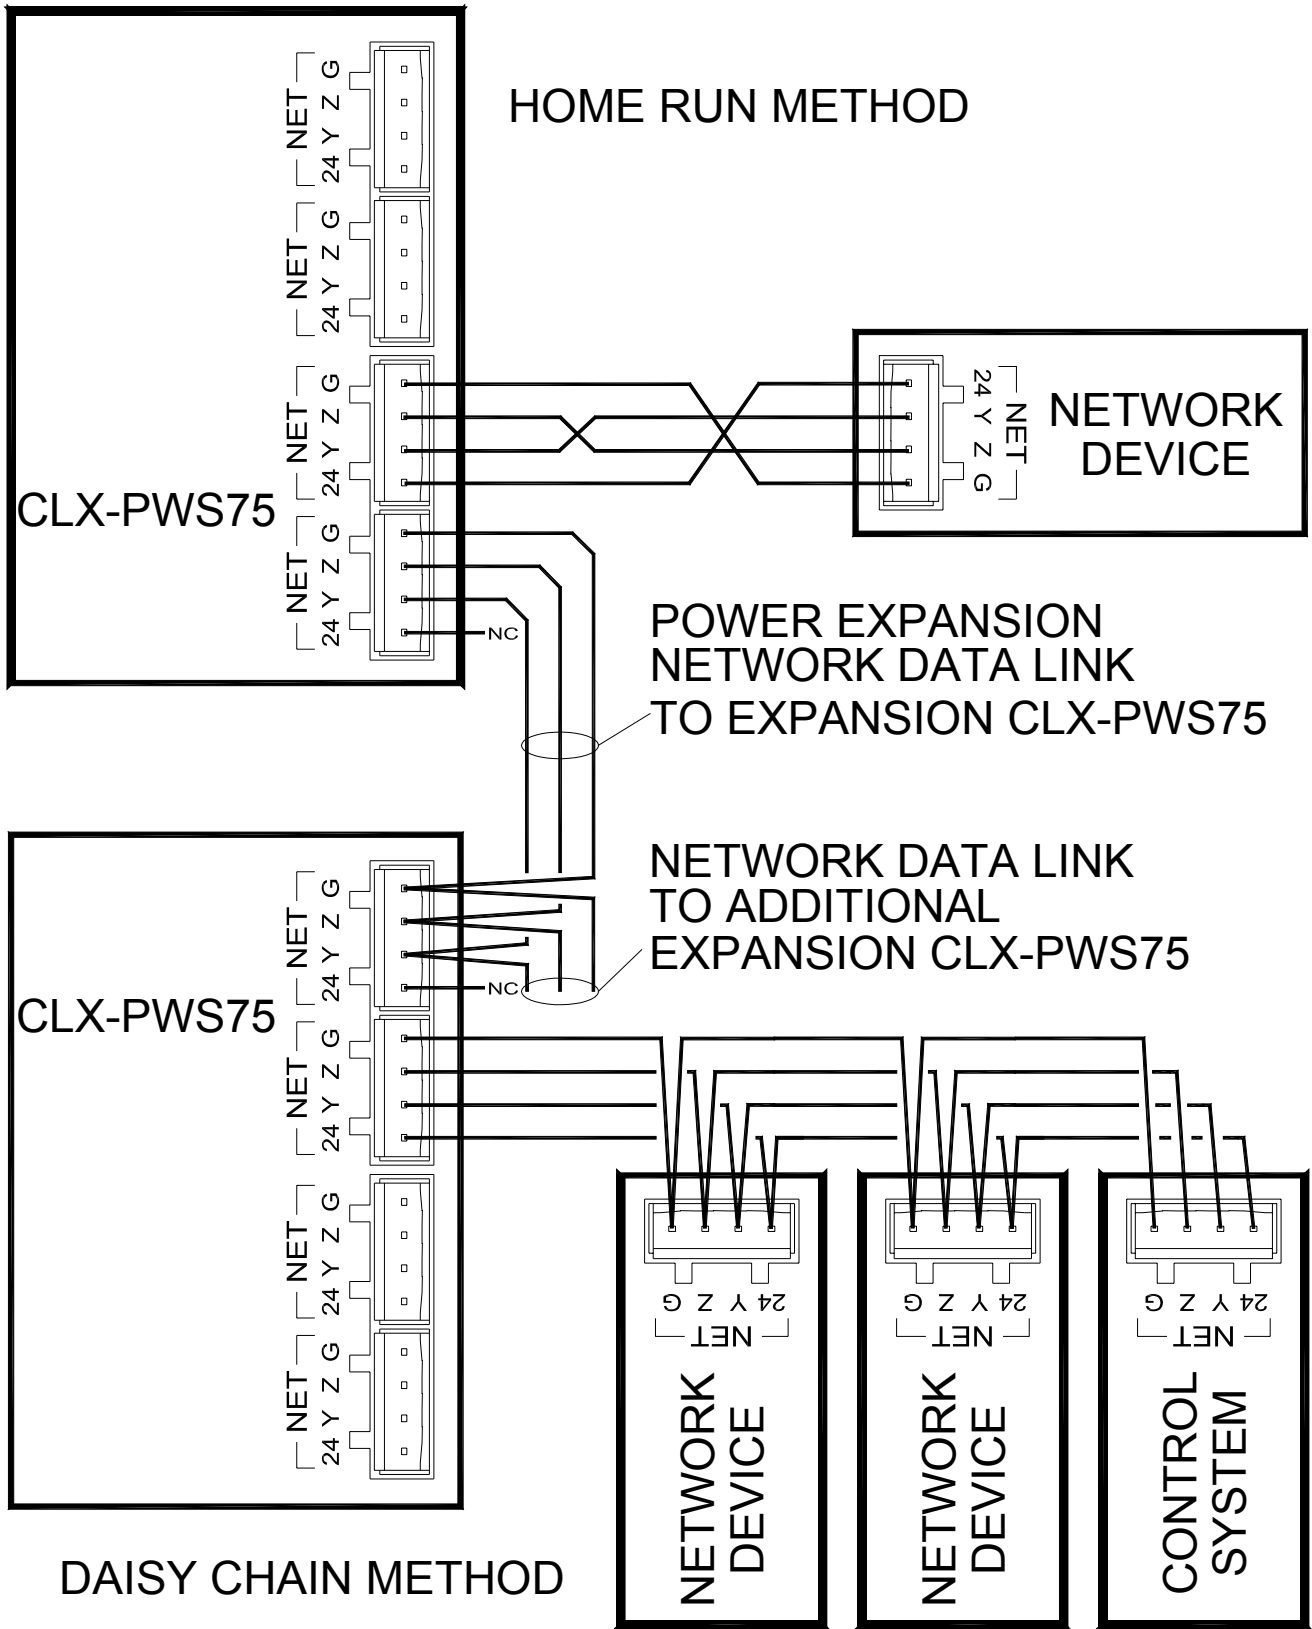 HOME RUN METHOD
NET
24 Y Z G
NET
24 Y Z G
NET
24 Y Z G
24 Y Z G
NET
NETWORK
DEVICE
CLX-PWS75
NET
24 Y Z G
NC
POWER EXPANSION
NETWORK DATA LINK
TO EXPANSION CLX-PWS75
NETWORK DATA LINK
TO ADDITIONAL
EXPANSION CLX-PWS75
NET
24 Y Z G
NC
CLX-PWS75
NET
24 Y Z G
NET
24 Y Z G
NET
24 Y Z G
24 Y Z G
NET
NETWORK
DEVICE
24 Y Z G
NET
NETWORK
DEVICE
24 Y Z G
NET
CONTROL
SYSTEM
DAISY CHAIN METHOD